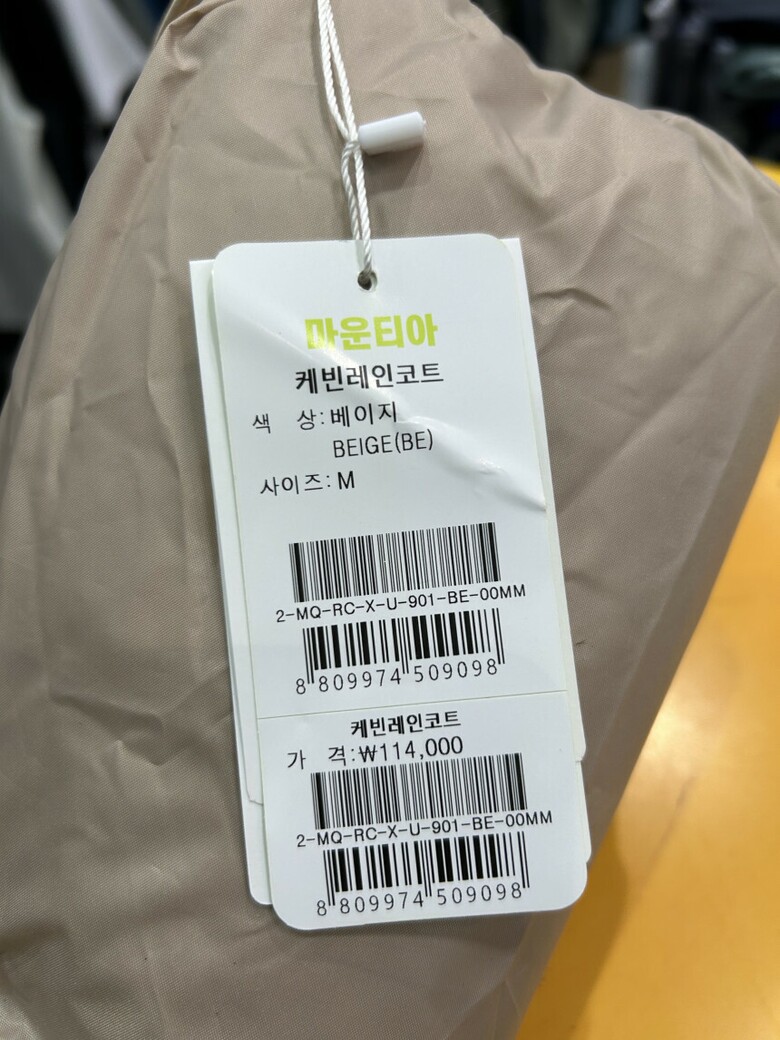 마운티아
케빈레인코트
색 상:베이지
BEIGE(BE)
사이즈:M
2-MQ-RC-X-U-901-BE-00MM
8 809974 509098
케빈레인코트
가 격:₩114,000
2-MQ-RC-X-U-901-BE-00MM
8 809974 509098